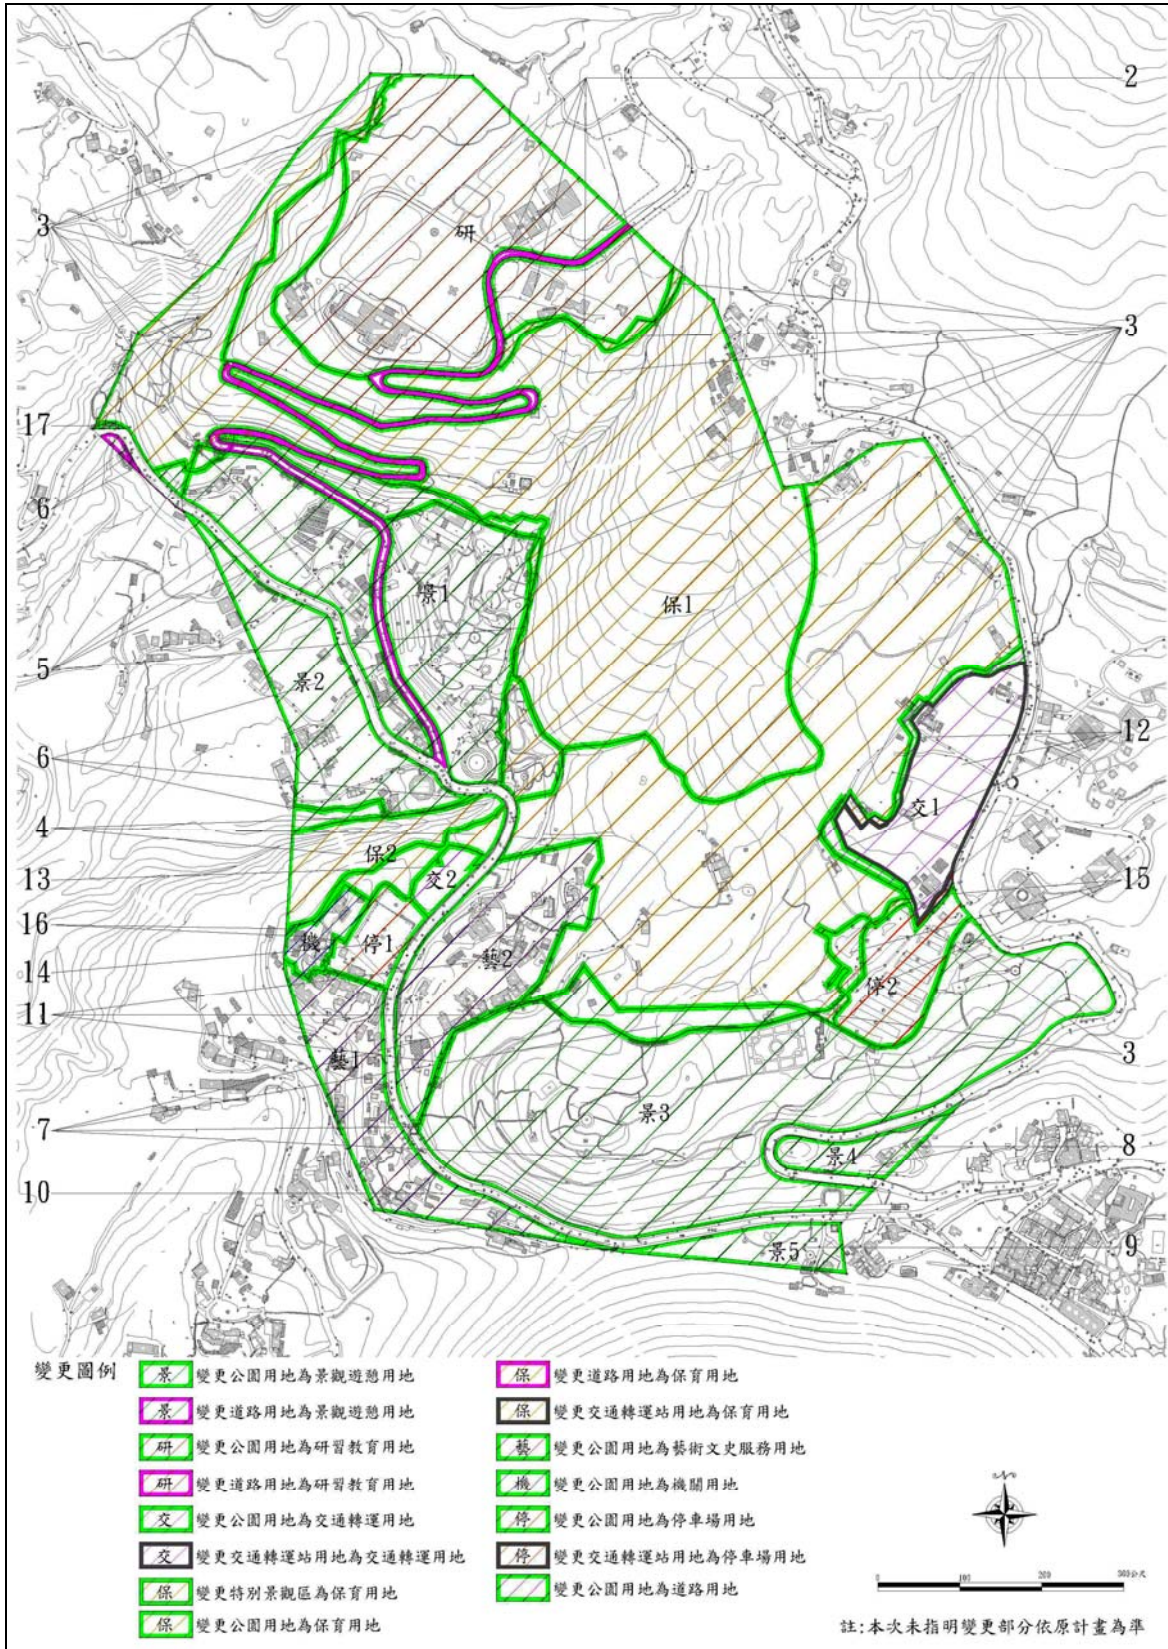 2
3
研
3
17
6
景1
保1
5
景2
12
6
交1
4
保2
13
交2
15
16
機
停1
藝2
14
停2
11
藝1
3
景3
7
8
景4
10
景5
9
變更圖例
景 變更公園用地為景觀遊憩用地
景 變更道路用地為景觀遊憩用地
研 變更公園用地為研習教育用地
研 變更道路用地為研習教育用地
交 變更公園用地為交通轉運用地
交 變更交通轉運站用地為交通轉運用地
保 變更特別景觀區為保育用地
保 變更公園用地為保育用地
保 變更道路用地為保育用地
保 變更交通轉運站用地為保育用地
藝 變更公園用地為藝術文史服務用地
機 變更公園用地為機關用地
停 變更公園用地為停車場用地
停 變更交通轉運站用地為停車場用地
變更公園用地為道路用地
N
0 100 200 300公尺
註:本次未指明變更部分依原計畫為準